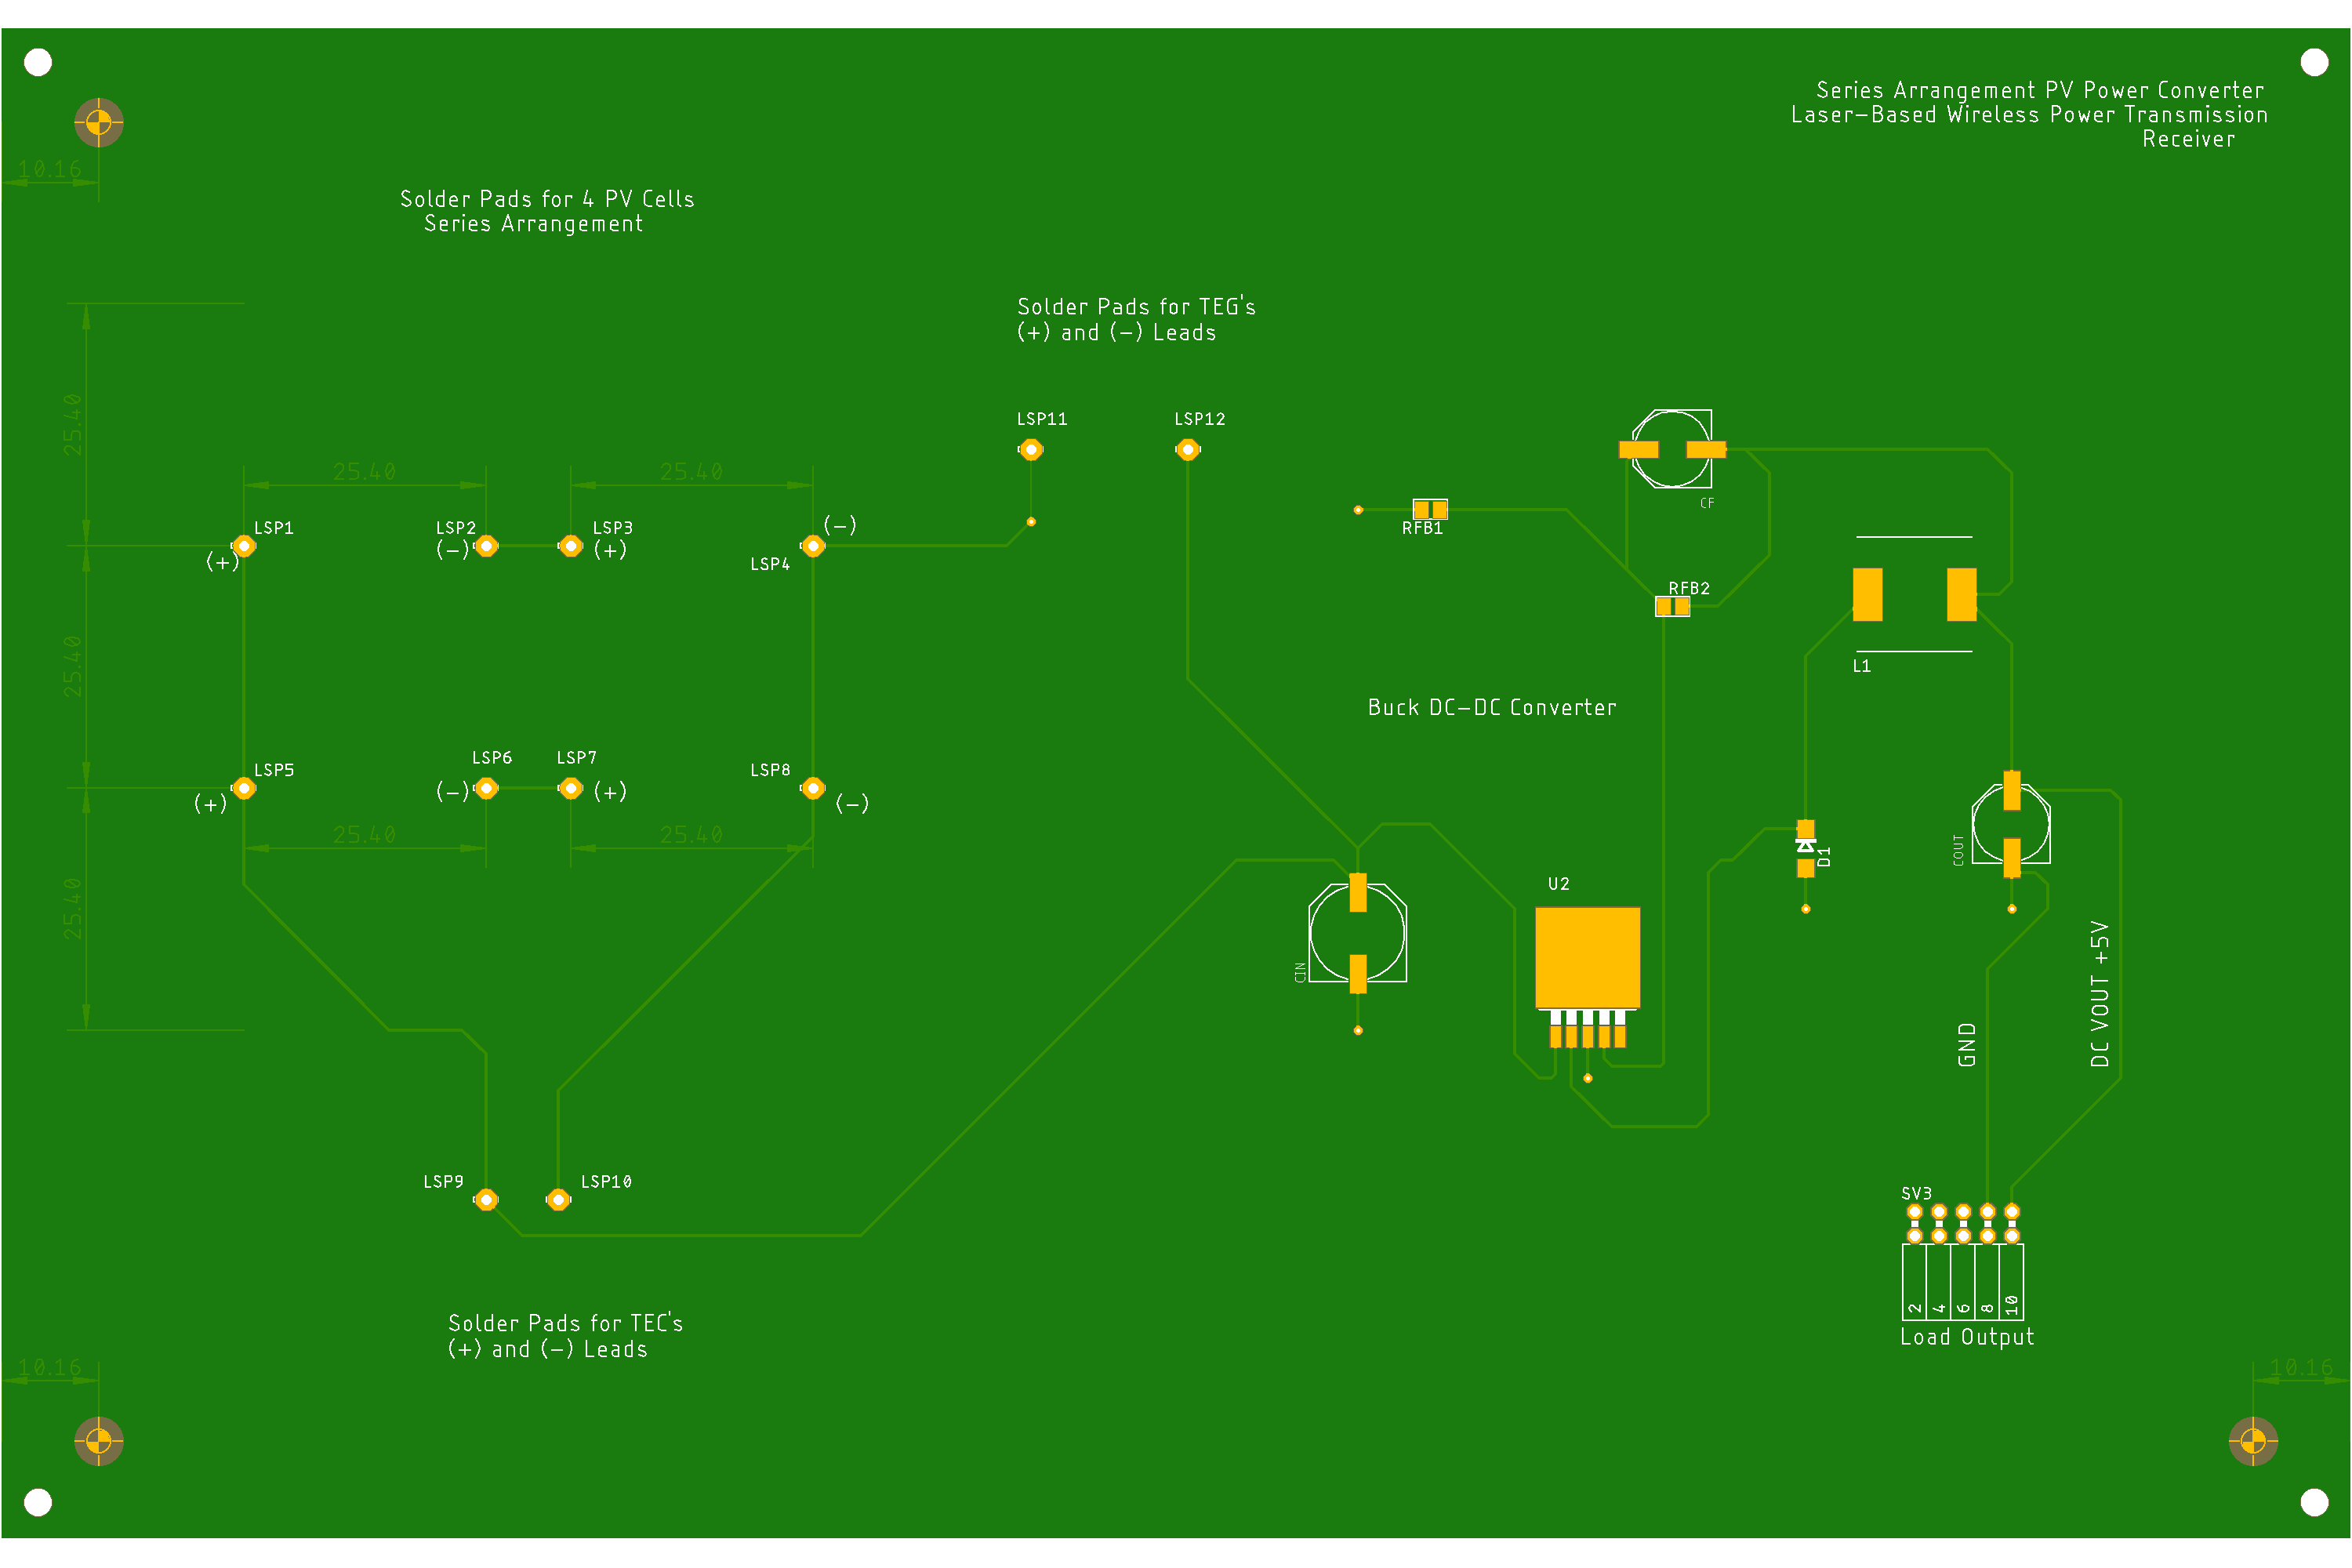 Series Arrangement PV Power Converter
Laser-Based Wireless Power Transmission
Receiver
10.16
Solder Pads for 4 PV Cells
Series Arrangement
Solder Pads for TEG's
(+) and (-) Leads
LSP11
LSP12
25.40
25.40
25.40
CF
LSP1
LSP2
LSP3
(-)
RFB1
(+)
(-)
(+)
LSP4
RFB2
25.40
L1
Buck DC-DC Converter
LSP5
LSP6
LSP7
LSP8
(+)
(-)
(+)
(-)
25.40
25.40
COUT
D1
U2
25.40
CIN
DC VOUT +5V
GND
LSP9
LSP10
SV3
2
4
6
8
10
Load Output
Solder Pads for TEC's
(+) and (-) Leads
10.16
10.16